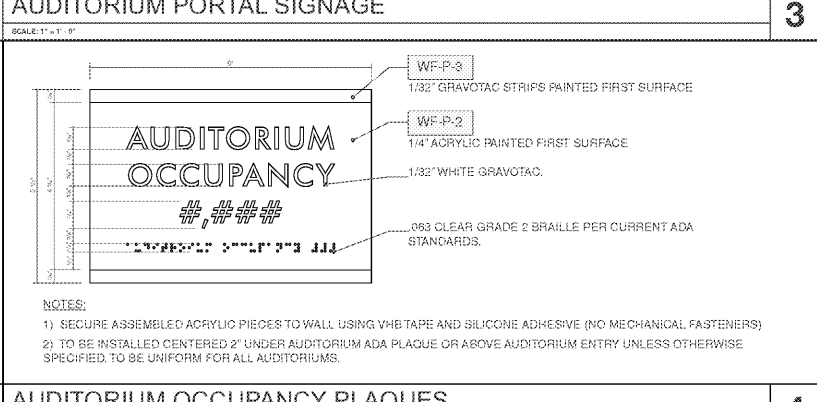 AUDITORIUM PORTAL SIGNAGE
3
SCALE: 1" = 1' - 0"
9"
WF-P-3
1/32" GRAVOTAC STRIPS PAINTED FIRST SURFACE
WF-P-2
1/4" ACRYLIC PAINTED FIRST SURFACE
AUDITORIUM
OCCUPANCY
#,###
1/32" WHITE GRAVOTAC.
.063 CLEAR GRADE 2 BRAILLE PER CURRENT ADA
STANDARDS.
NOTES:
1) SECURE ASSEMBLED ACRYLIC PIECES TO WALL USING VHB TAPE AND SILICONE ADHESIVE (NO MECHANICAL FASTENERS)
2) TO BE INSTALLED CENTERED 2" UNDER AUDITORIUM ADA PLAQUE OR ABOVE AUDITORIUM ENTRY UNLESS OTHERWISE
SPECIFIED. TO BE UNIFORM FOR ALL AUDITORIUMS.
AUDITORIUM OCCUPANCY PLAQUES